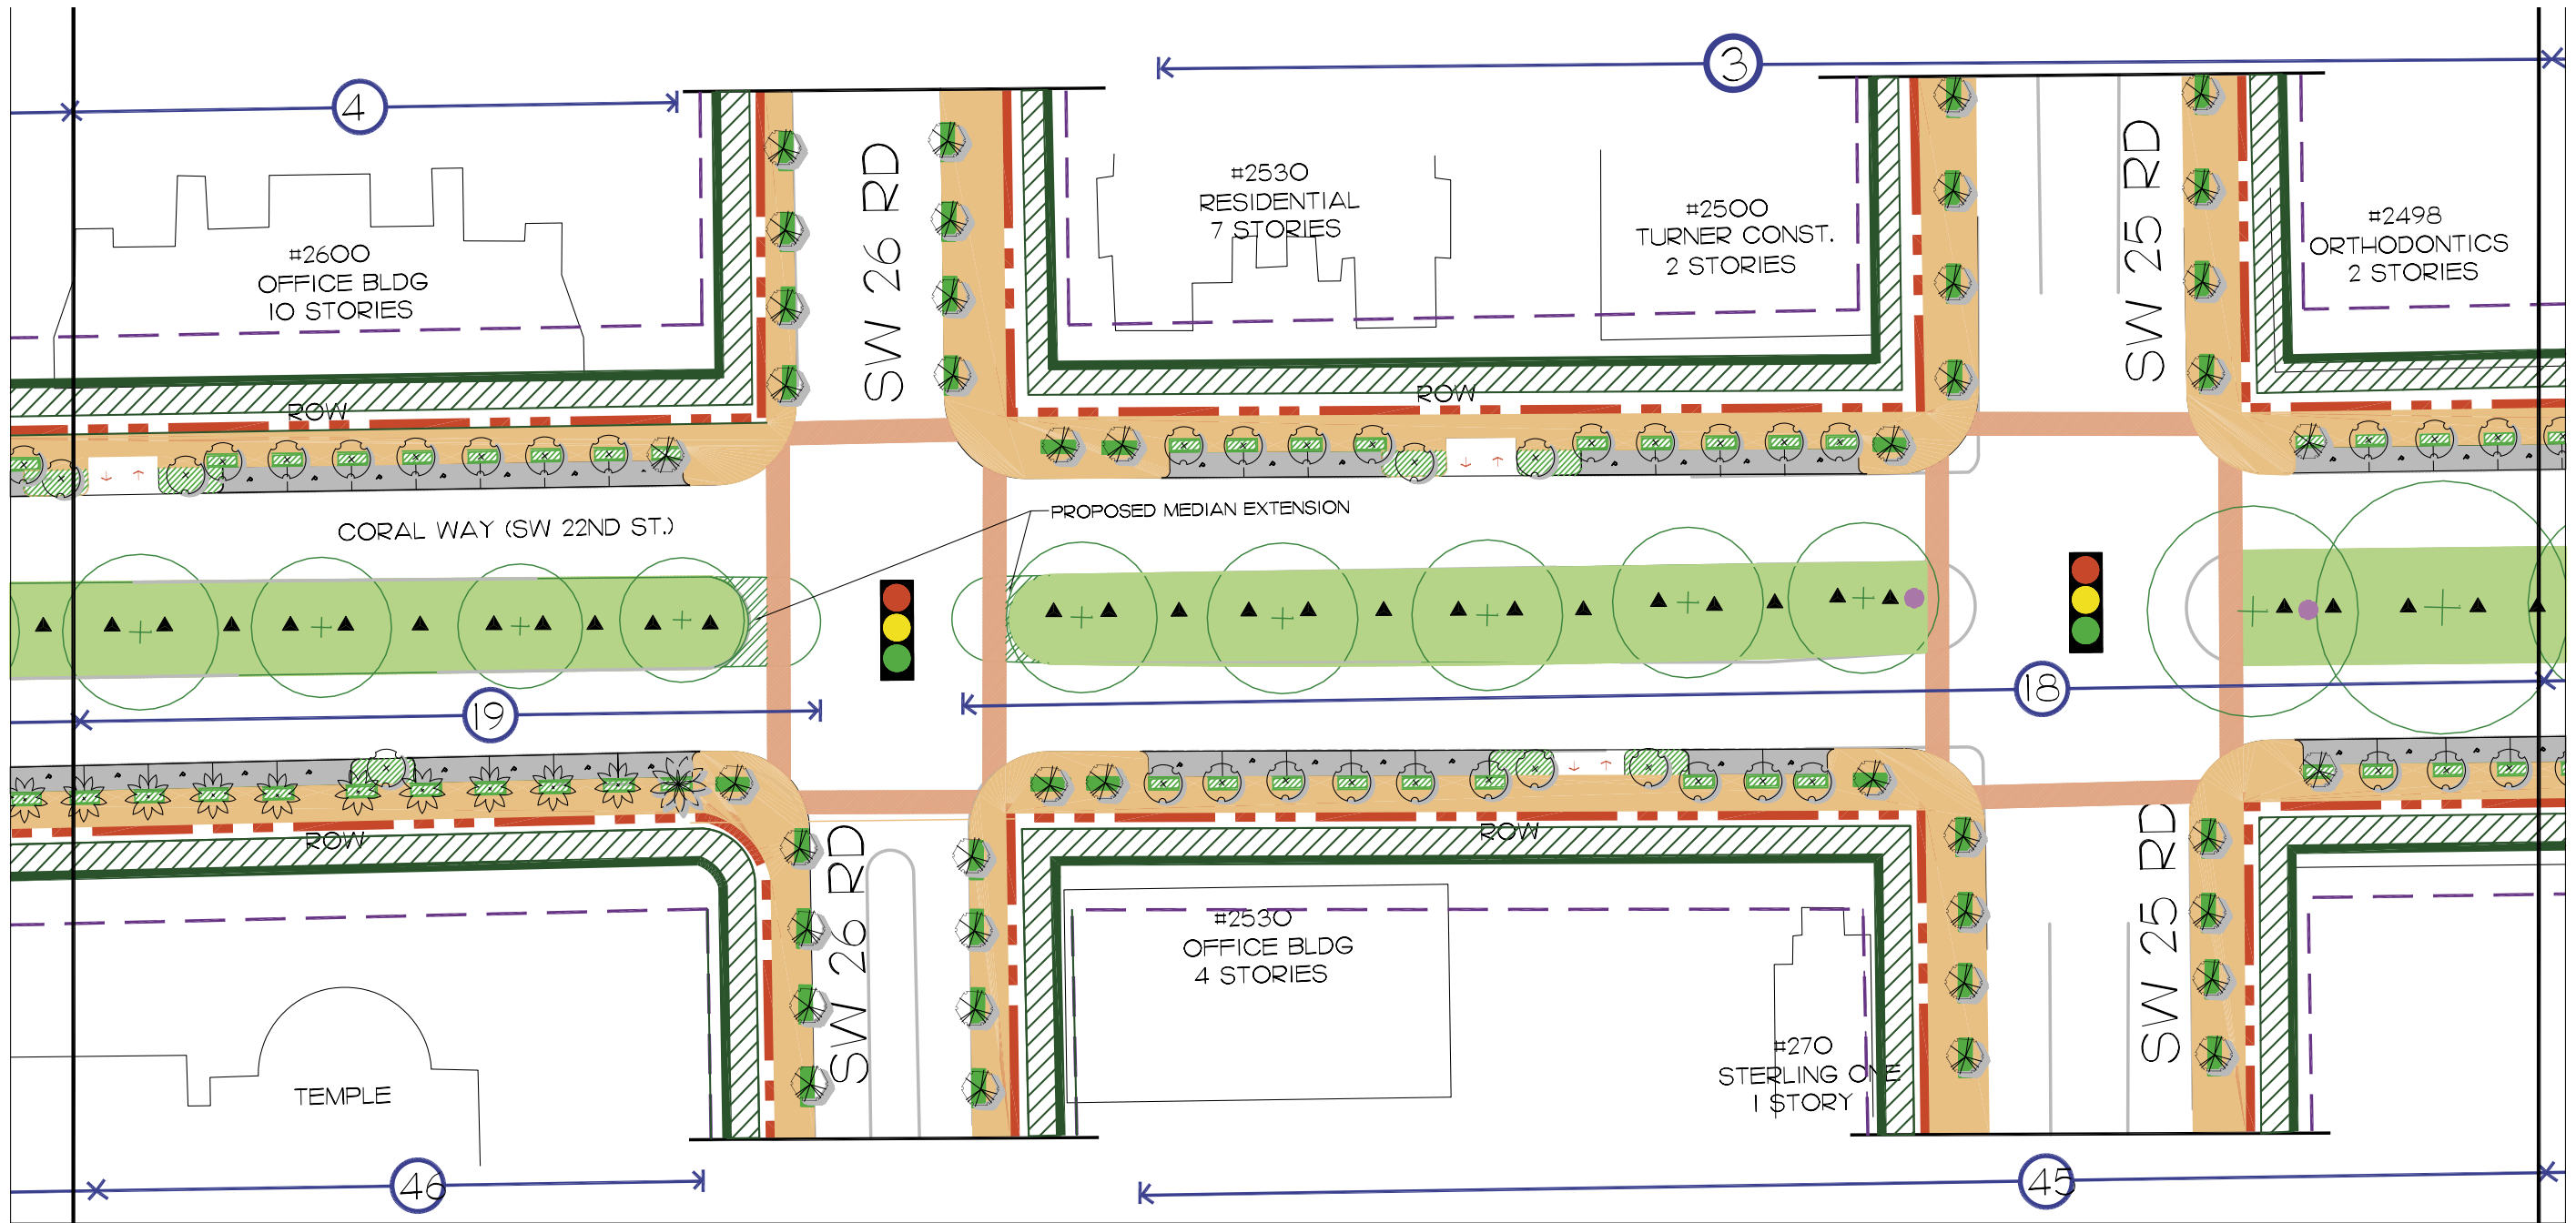 4
3
#2600
OFFICE BLDG
10 STORIES
SW 26 RD
#2530
RESIDENTIAL
7 STORIES
#2500
TURNER CONST.
2 STORIES
SW 25 RD
#2498
ORTHODONTICS
2 STORIES
ROW
ROW
CORAL WAY (SW 22ND ST.)
PROPOSED MEDIAN EXTENSION
19
18
ROW
ROW
SW 26 RD
SW 25 RD
#2530
OFFICE BLDG
4 STORIES
TEMPLE
#270
STERLING ONE
1 STORY
46
45